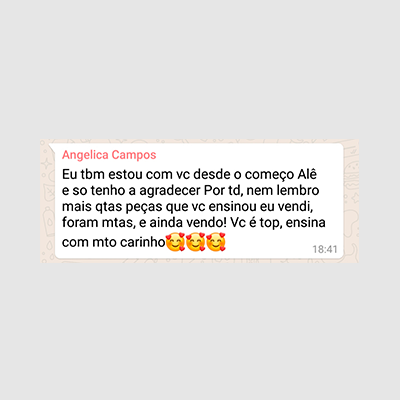 Angelica Campos
Eu tbm estou com vc desde o começo Alê
e so tenho a agradecer Por td, nem lembro
mais qtas peças que vc ensinou eu vendi,
foram mtas, e ainda vendo! Vc é top, ensina
com mto carinho🥰🥰🥰
18:41